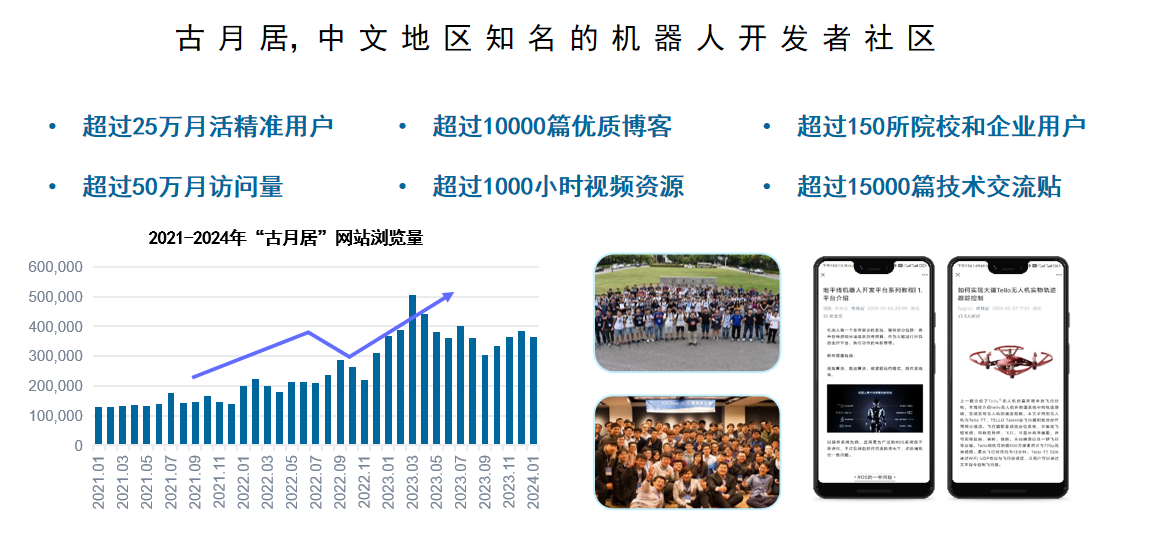 古月居,中文地区知名的机器人开发者社区
• 超过25万月活精准用户
• 超过10000篇优质博客
• 超过150所院校和企业用户
• 超过50万月访问量
• 超过1000小时视频资源
• 超过15000篇技术交流贴
2021-2024年“古月居”网站浏览量
600,000
500,000
400,000
300,000
200,000
100,000
0
2021.01
2021.03
2021.05
2021.07
2021.09
2021.11
2022.01
2022.03
2022.05
2022.07
2022.09
2022.11
2023.01
2023.03
2023.05
2023.07
2023.09
2023.11
2024.01
地平线机器人开发平台系列教程| 1.
平台介绍
如何实现大疆Tello无人机实物轨迹
跟踪控制